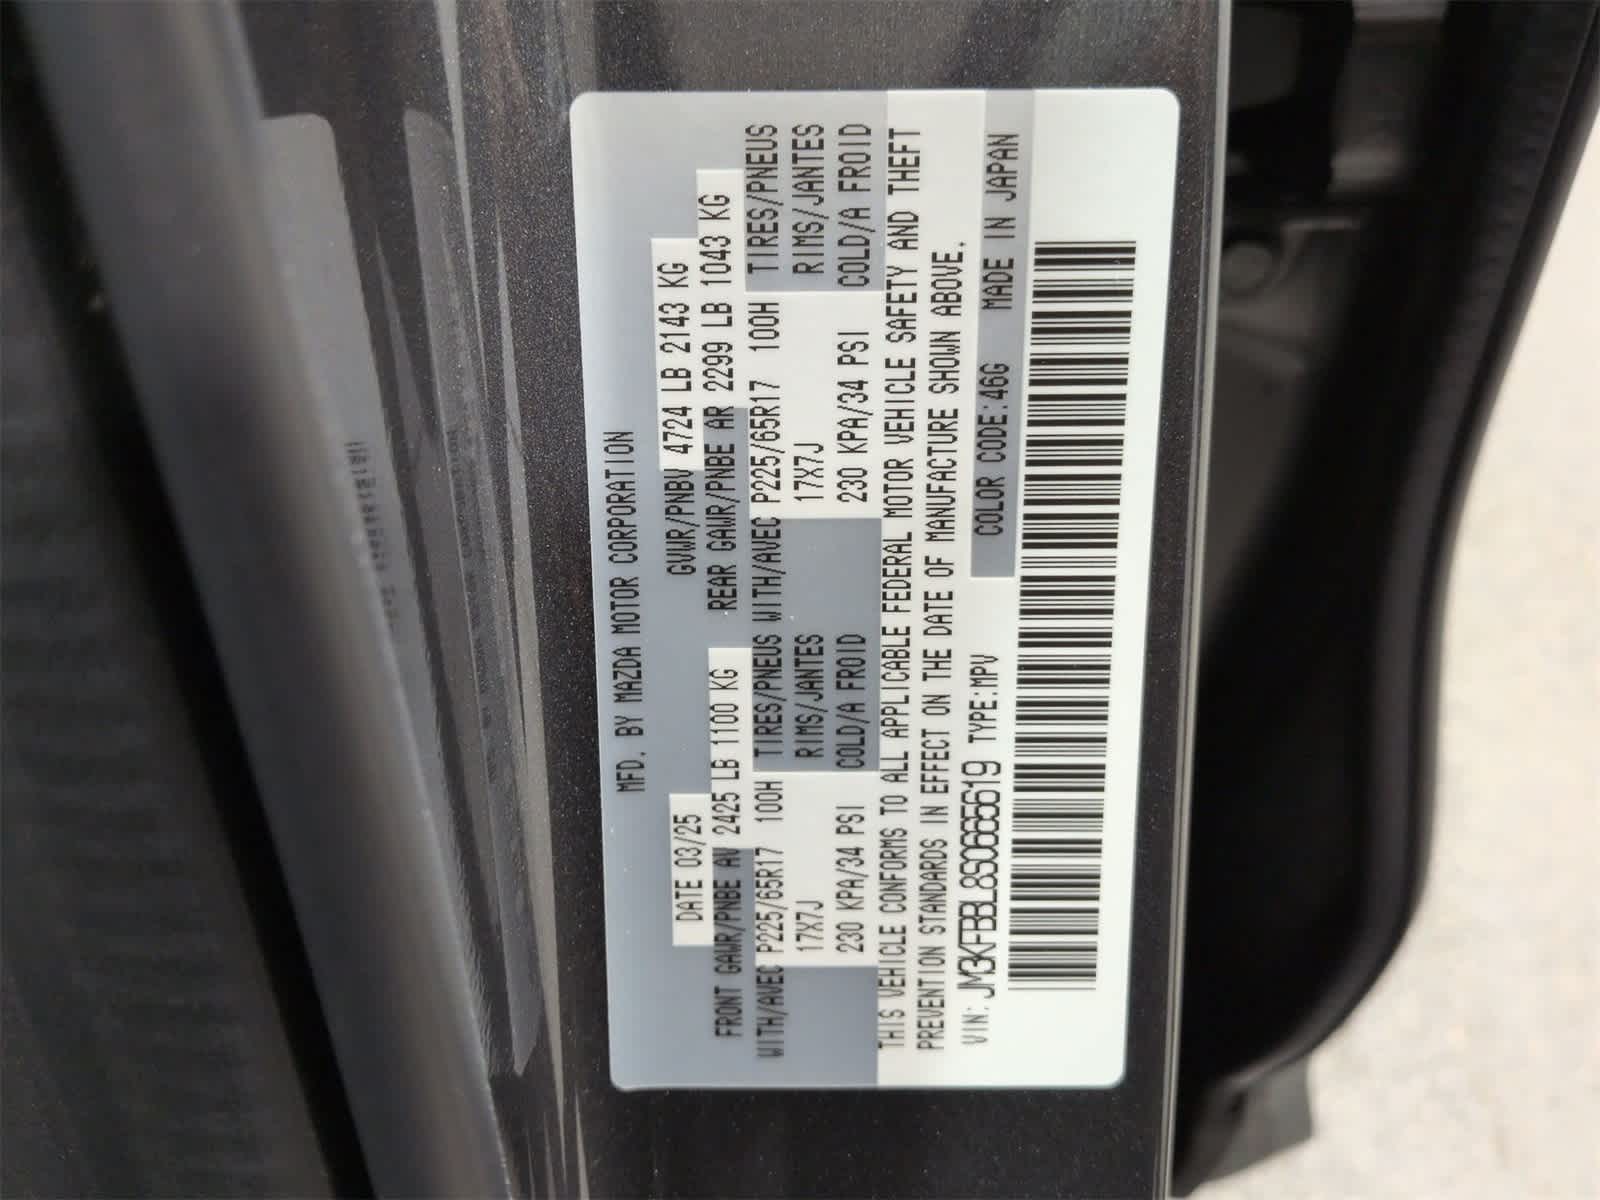 MFD. BY MAZDA MOTOR CORPORATION
DATE 03/25 GVWR/PNBV 4724 LB 2143 KG
FRONT GAWR/PNBE AV 2425 LB 1100 KG REAR GAWR/PNBE AR 2299 LB 1043 KG
WITH/AVEC P225/65R17 100H TIRES/PNEUS WITH/AVEC P225/65R17 100H TIRES/PNEUS
17X7J RIMS/JANTES 17X7J RIMS/JANTES
230 KPA/34 PSI COLD/A FROID 230 KPA/34 PSI COLD/A FROID
THIS VEHICLE CONFORMS TO ALL APPLICABLE FEDERAL MOTOR VEHICLE SAFETY AND THEFT
PREVENTION STANDARDS IN EFFECT ON THE DATE OF MANUFACTURE SHOWN ABOVE.
VIN: JM3KFBBL8S0665619 TYPE:MPV COLOR CODE:46G MADE IN JAPAN